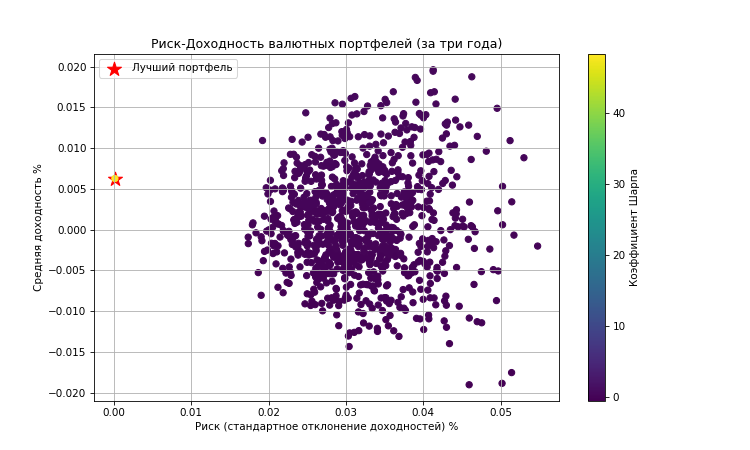 Риск-Доходность валютных портфелей (за три года)
Лучший портфель
Средняя доходность %
0.020
0.015
0.010
0.005
0.000
−0.005
−0.010
−0.015
−0.020
0.00 0.01 0.02 0.03 0.04 0.05
Риск (стандартное отклонение доходностей) %
40
30
20
10
0
Коэффициент Шарпа